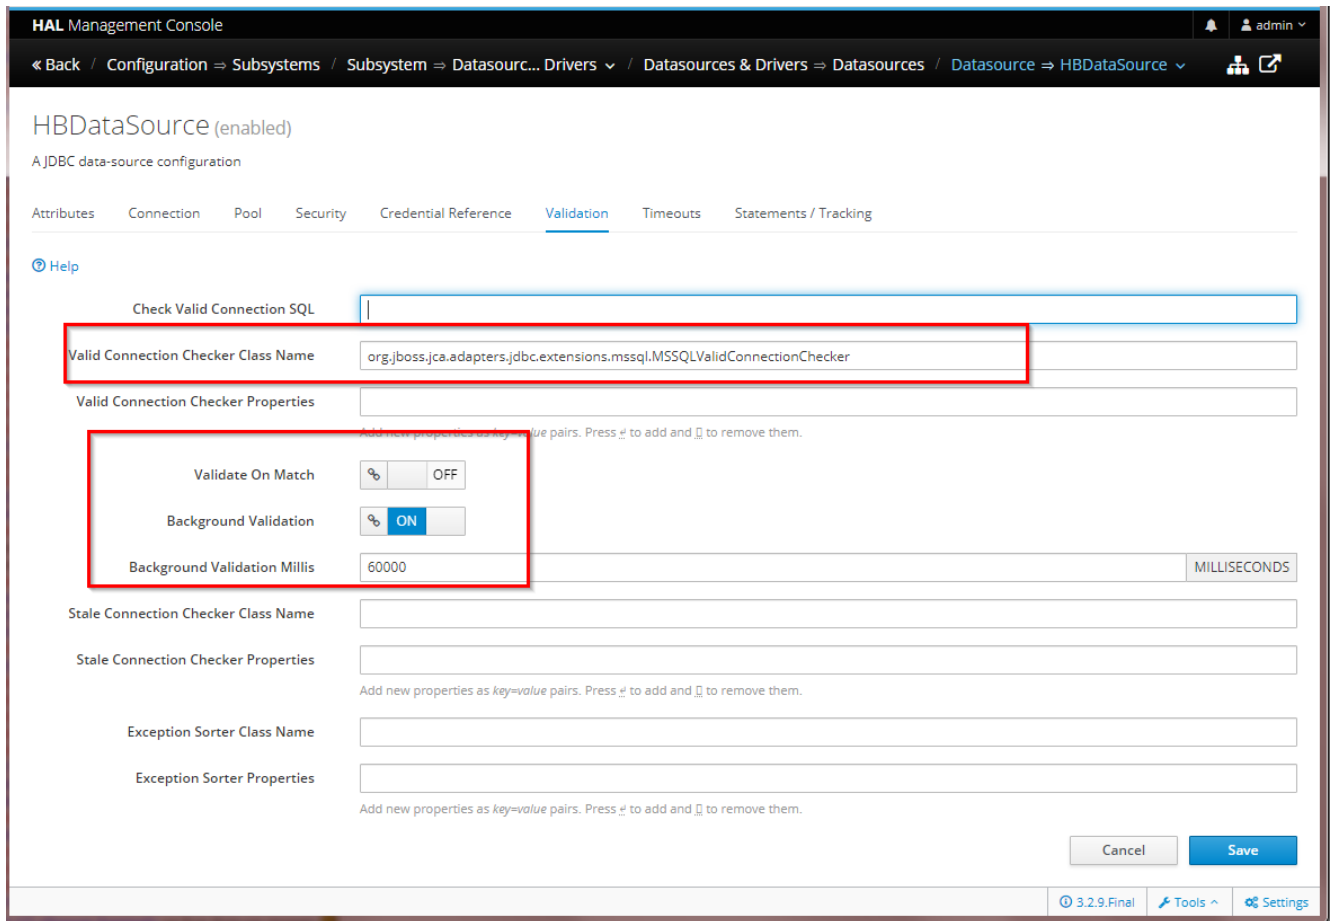 HAL Management Console
admin
« Back / Configuration ⇒ Subsystems / Subsystem ⇒ Datasourc... Drivers / Datasources & Drivers ⇒ Datasources / Datasource ⇒ HBDataSource
HBDataSource (enabled)
A JDBC data-source configuration
Attributes Connection Pool Security Credential Reference Validation Timeouts Statements / Tracking
Help
Check Valid Connection SQL
Valid Connection Checker Class Name org.jboss.jca.adapters.jdbc.extensions.mssql.MSSQLValidConnectionChecker
Valid Connection Checker Properties
Add new properties as key=value pairs. Press ↵ to add and to remove them.
Validate On Match OFF
Background Validation ON
Background Validation Millis 60000 MILLISECONDS
Stale Connection Checker Class Name
Stale Connection Checker Properties
Add new properties as key=value pairs. Press ↵ to add and to remove them.
Exception Sorter Class Name
Exception Sorter Properties
Add new properties as key=value pairs. Press ↵ to add and to remove them.
Cancel Save
3.2.9.Final Tools Settings